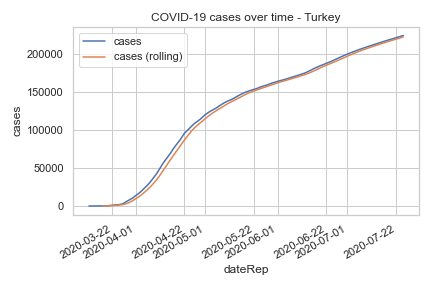 COVID-19 cases over time - Turkey
cases
cases (rolling)
200000
150000
100000
50000
0
cases
2020-03-22
2020-04-01
2020-04-22
2020-05-01
2020-05-22
2020-06-01
2020-06-22
2020-07-01
2020-07-22
dateRep